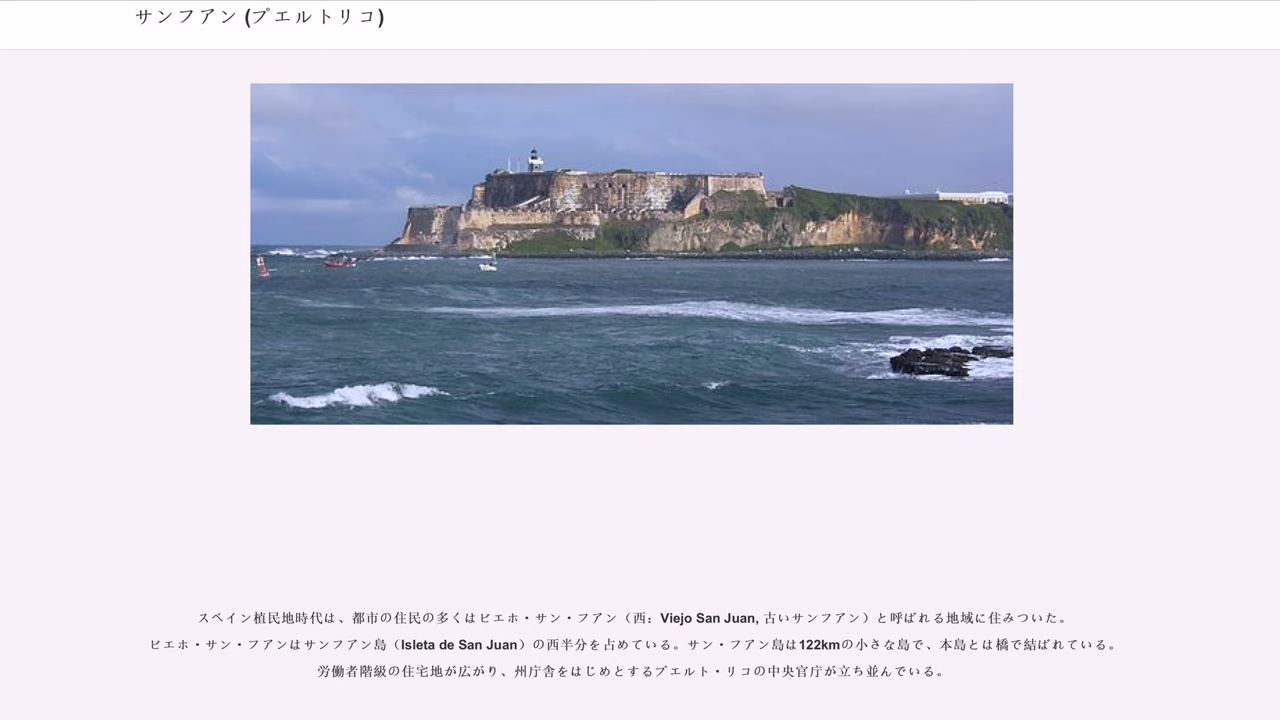 サンフアン (プエルトリコ)
スペイン植民地時代は、都市の住民の多くはビエホ・サン・フアン（西：Viejo San Juan, 古いサンフアン）と呼ばれる地域に住みついた。
ビエホ・サン・フアンはサンフアン島（Isleta de San Juan）の西半分を占めている。サン・フアン島は122kmの小さな島で、本島とは橋で結ばれている。
労働者階級の住宅地が広がり、州庁舎をはじめとするプエルト・リコの中央官庁が立ち並んでいる。